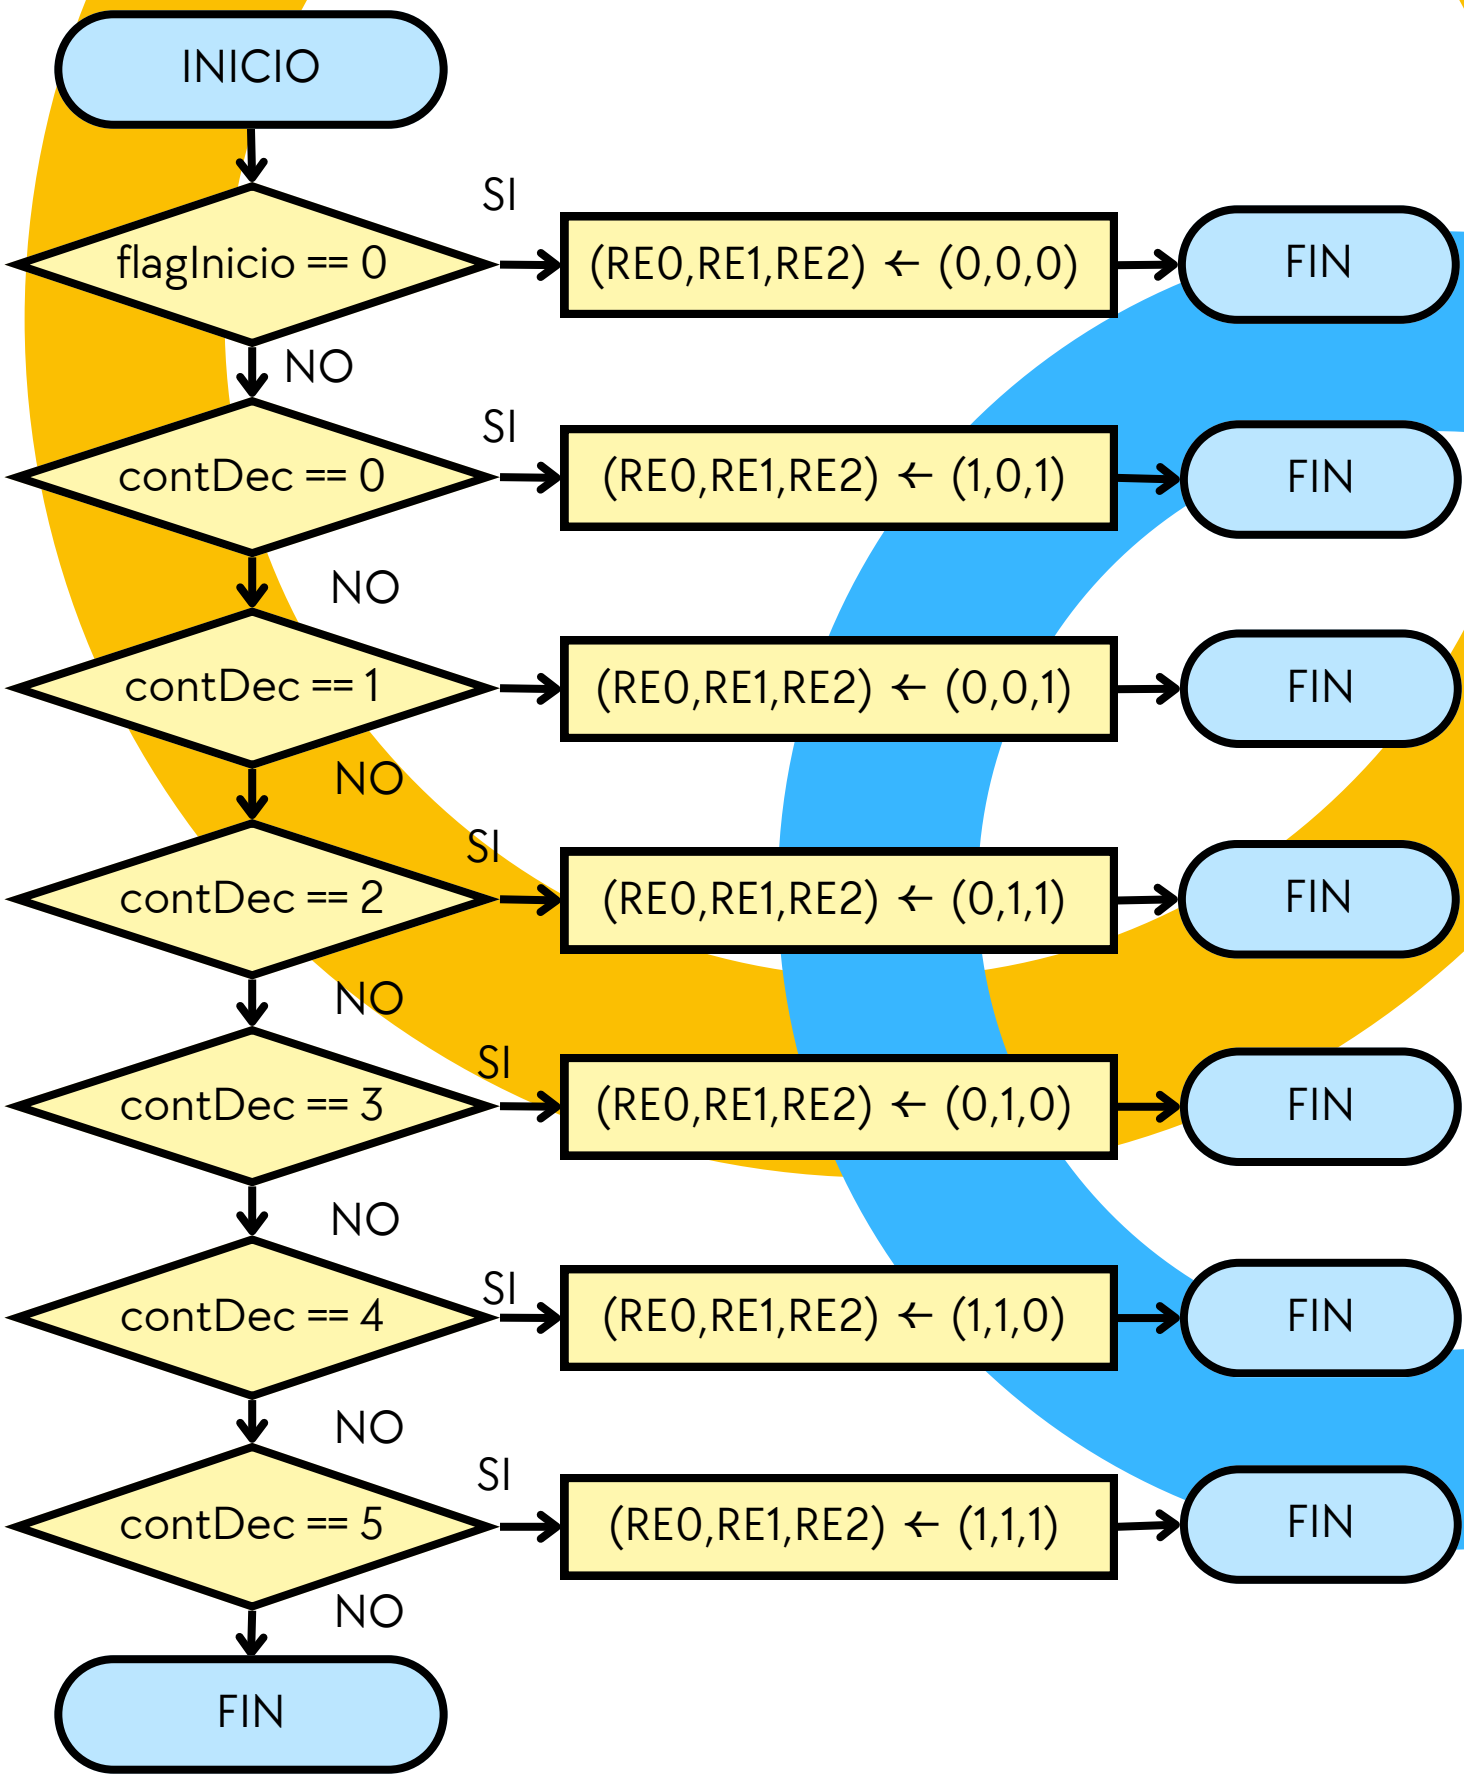 INICIO
SI
flagInicio == 0
(RE0,RE1,RE2) ← (0,0,0)
FIN
NO
SI
contDec == 0
(RE0,RE1,RE2) ← (1,0,1)
FIN
NO
contDec == 1
(RE0,RE1,RE2) ← (0,0,1)
FIN
NO
SI
contDec == 2
(RE0,RE1,RE2) ← (0,1,1)
FIN
NO
SI
contDec == 3
(RE0,RE1,RE2) ← (0,1,0)
FIN
NO
SI
contDec == 4
(RE0,RE1,RE2) ← (1,1,0)
FIN
NO
SI
contDec == 5
(RE0,RE1,RE2) ← (1,1,1)
FIN
NO
FIN